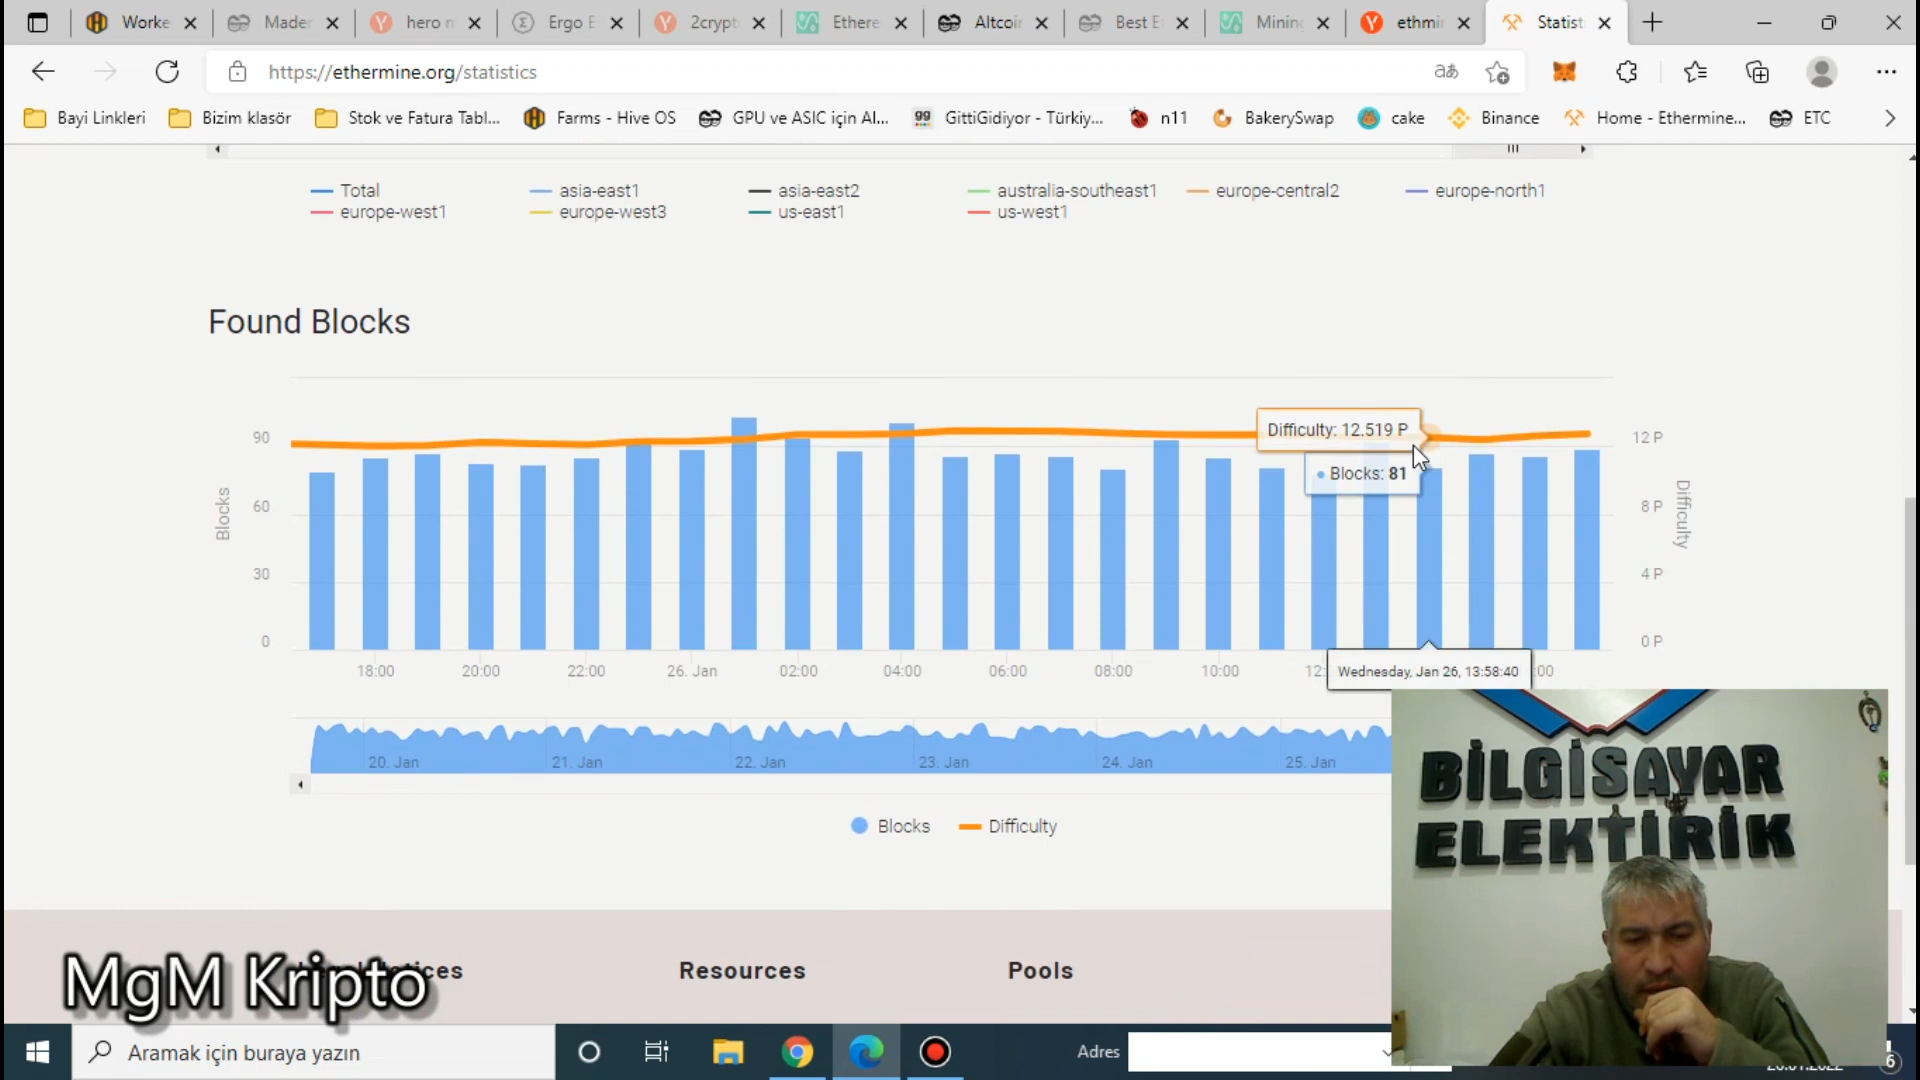 Worke
Mader
hero n
Ergo E
2crypt
Ethere
Altcoin
Best E
Mining
ethmi
Statist
https://ethermine.org/statistics
Bayi Linkleri
Bizim klasör
Stok ve Fatura Tabl...
Farms - Hive OS
GPU ve ASIC için Al...
GittiGidiyor - Türkiy...
n11
BakerySwap
cake
Binance
Home - Ethermine...
ETC
Total
asia-east1
asia-east2
australia-southeast1
europe-central2
europe-north1
europe-west1
europe-west3
us-east1
us-west1
Found Blocks
Difficulty: 12.519 P
Blocks: 81
90
60
30
0
Blocks
12 P
8 P
4 P
0 P
Difficulty
18:00
20:00
22:00
26. Jan
02:00
04:00
06:00
08:00
10:00
Wednesday, Jan 26, 13:58:40
20. Jan
21. Jan
22. Jan
23. Jan
24. Jan
25. Jan
Blocks
Difficulty
BİLGİSAYAR
ELEKTİRİK
MgM Kripto
Resources
Pools
Aramak için buraya yazın
Adres